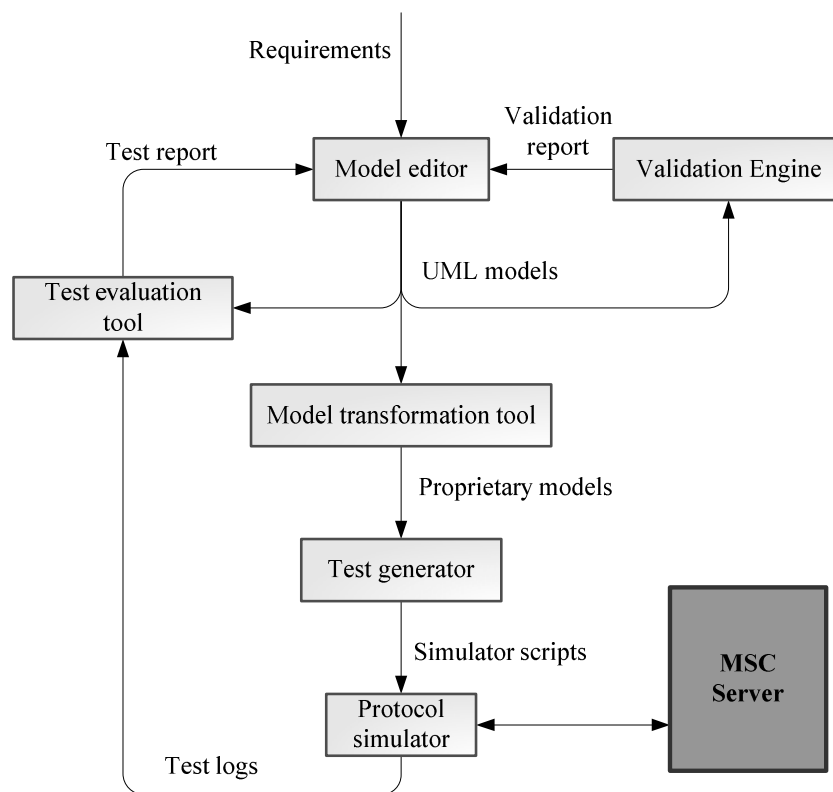 Requirements
Validation
report
Test report
Model editor
Validation Engine
UML models
Test evaluation
tool
Model transformation tool
Proprietary models
Test generator
Simulator scripts
MSC
Server
Protocol
simulator
Test logs